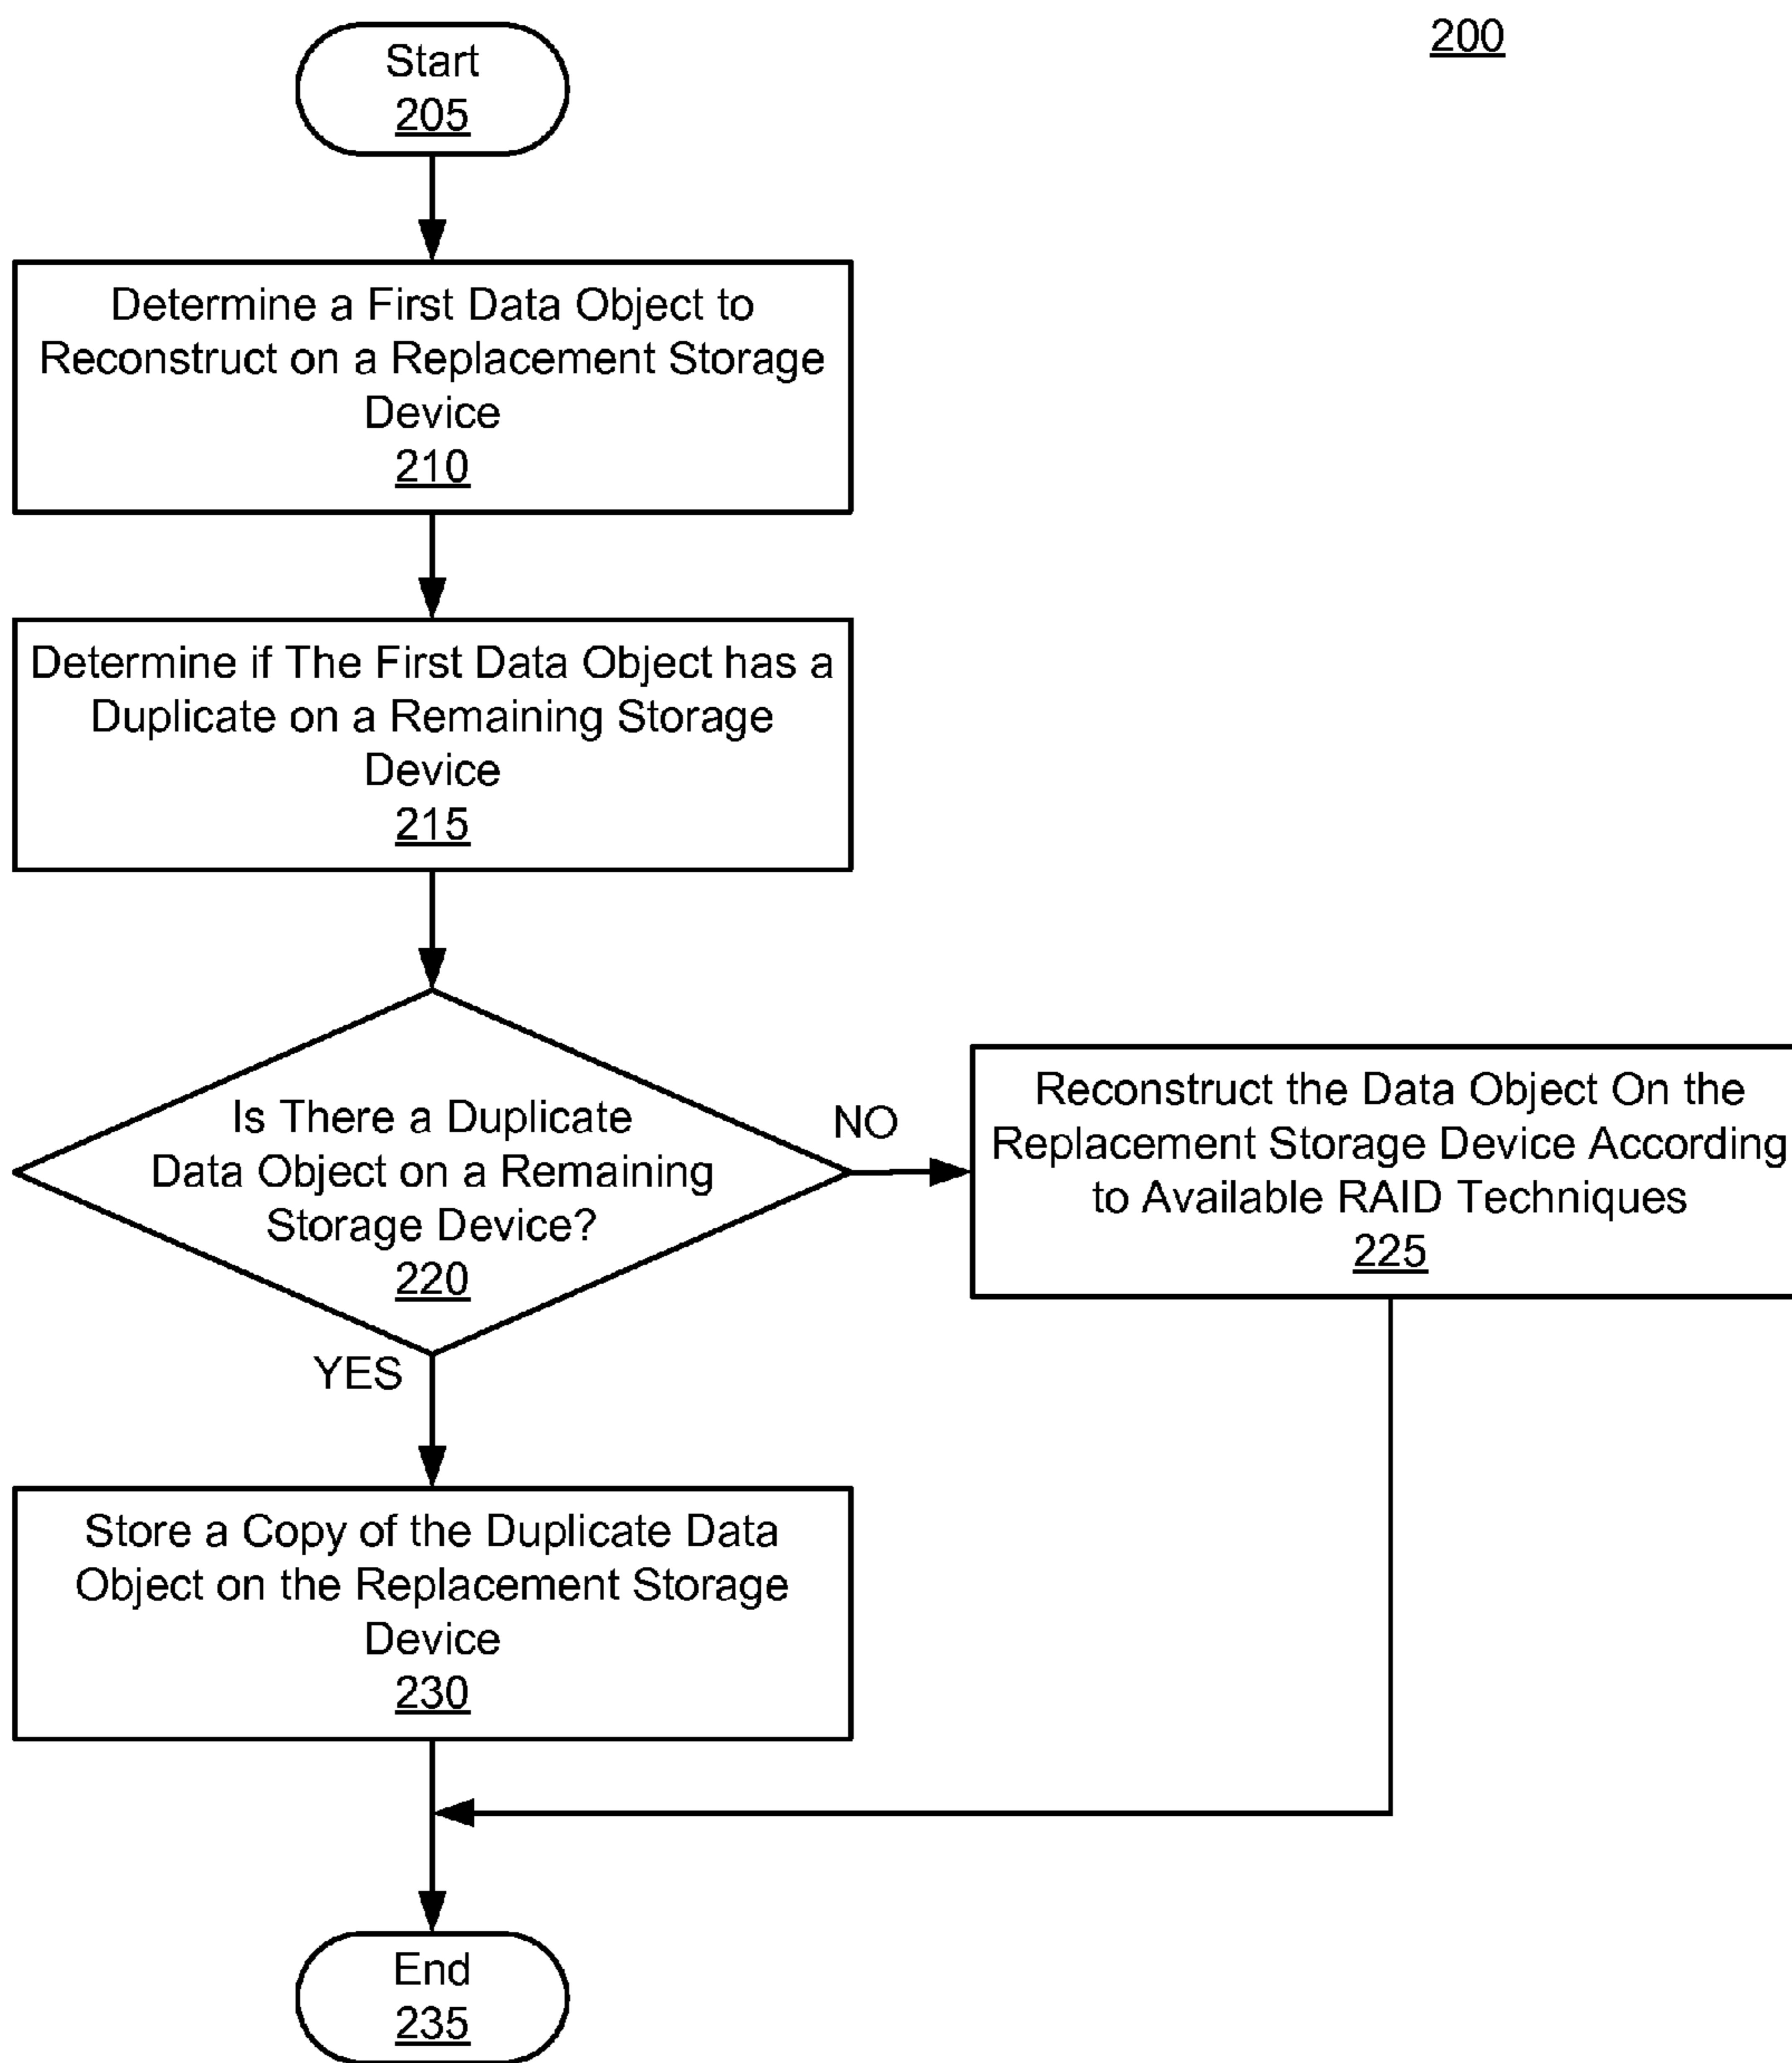 200
Start
205
Determine a First Data Object to
Reconstruct on a Replacement Storage
Device
210
Determine if The First Data Object has a
Duplicate on a Remaining Storage
Device
215
Is There a Duplicate
Data Object on a Remaining
Storage Device?
220
NO
Reconstruct the Data Object On the
Replacement Storage Device According
to Available RAID Techniques
225
YES
Store a Copy of the Duplicate Data
Object on the Replacement Storage
Device
230
End
235